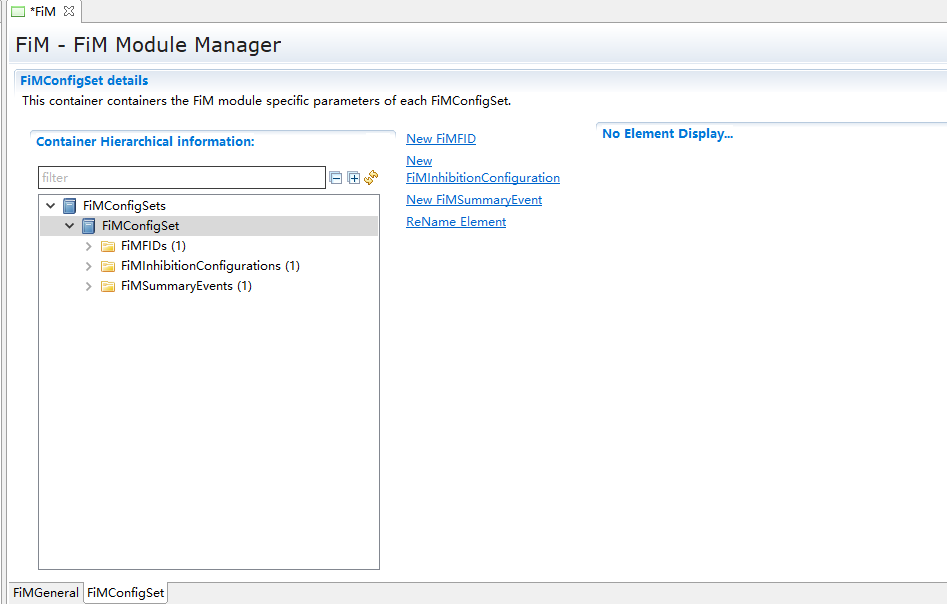 *FiM
FiM - FiM Module Manager
FiMConfigSet details
This container containers the FiM module specific parameters of each FiMConfigSet.
Container Hierarchical information:
filter
FiMConfigSets
FiMConfigSet
FiMFIDs (1)
FiMInhibitionConfigurations (1)
FiMSummaryEvents (1)
New FiMFID
New
FiMInhibitionConfiguration
New FiMSummaryEvent
ReName Element
No Element Display...
FiMGeneral
FiMConfigSet